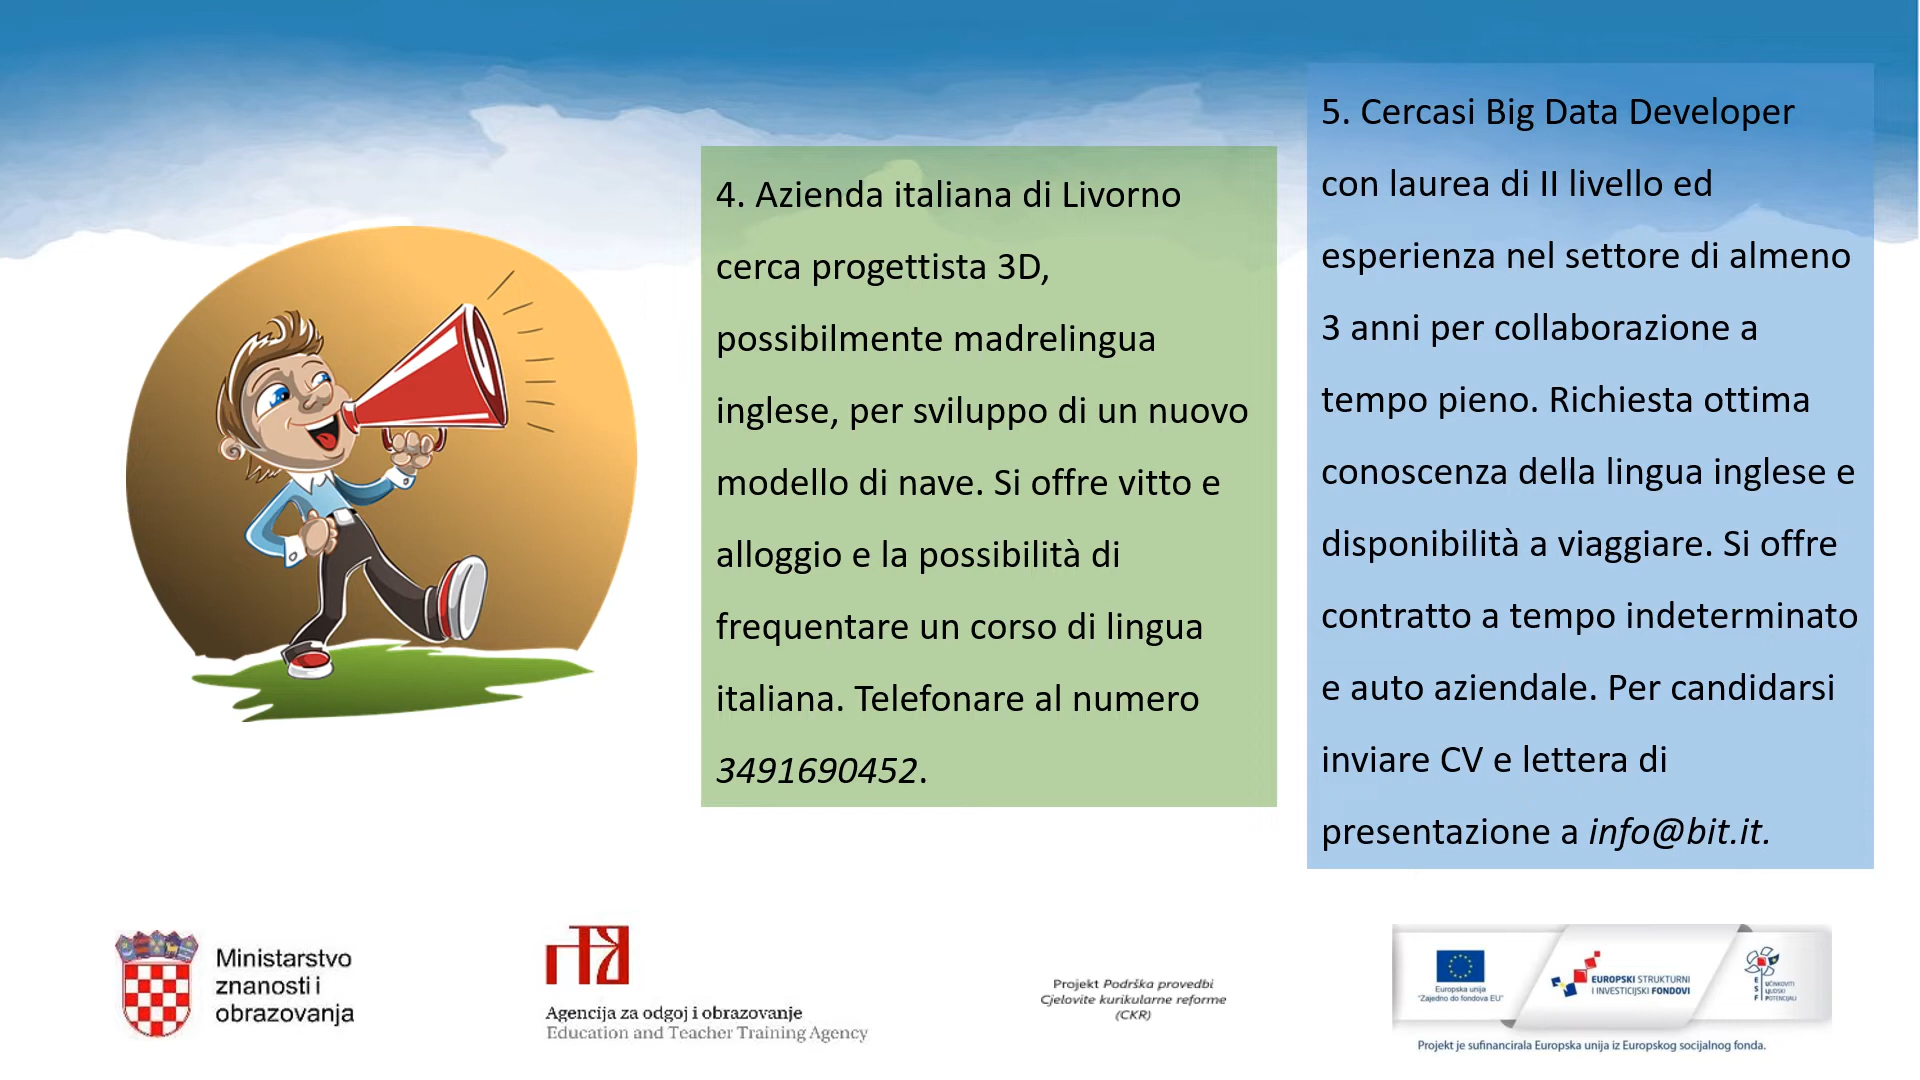 4. Azienda italiana di Livorno
cerca progettista 3D,
possibilmente madrelingua
inglese, per sviluppo di un nuovo
modello di nave. Si offre vitto e
alloggio e la possibilità di
frequentare un corso di lingua
italiana. Telefonare al numero
3491690452.
5. Cercasi Big Data Developer
con laurea di II livello ed
esperienza nel settore di almeno
3 anni per collaborazione a
tempo pieno. Richiesta ottima
conoscenza della lingua inglese e
disponibilità a viaggiare. Si offre
contratto a tempo indeterminato
e auto aziendale. Per candidarsi
inviare CV e lettera di
presentazione a info@bit.it.
Ministarstvo
znanosti i
obrazovanja
Agencija za odgoj i obrazovanje
Education and Teacher Training Agency
Projekt Podrška provedbi
Cjelovite kurikularne reforme
(CKR)
Europska unija
"Zajedno do fondova EU"
EUROPSKI STRUKTURNI
I INVESTICIJSKI FONDOVI
E
S
F
UČINKOVITI
LJUDSKI
POTENCIJALI
Projekt je sufinancirala Europska unija iz Europskog socijalnog fonda.